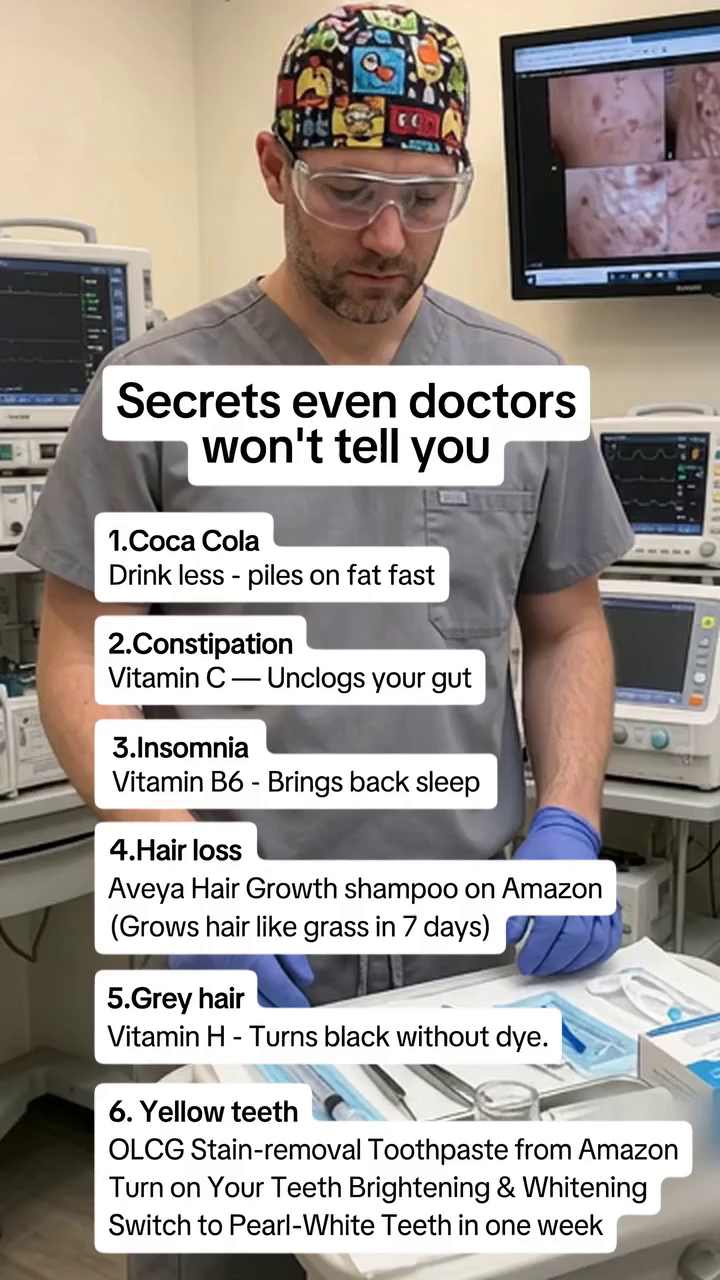 Secrets even doctors
won't tell you
1.Coca Cola
Drink less - piles on fat fast
2.Constipation
Vitamin C — Unclogs your gut
3.Insomnia
Vitamin B6 - Brings back sleep
4.Hair loss
Aveya Hair Growth shampoo on Amazon
(Grows hair like grass in 7 days)
5.Grey hair
Vitamin H - Turns black without dye.
6. Yellow teeth
OLCG Stain-removal Toothpaste from Amazon
Turn on Your Teeth Brightening & Whitening
Switch to Pearl-White Teeth in one week